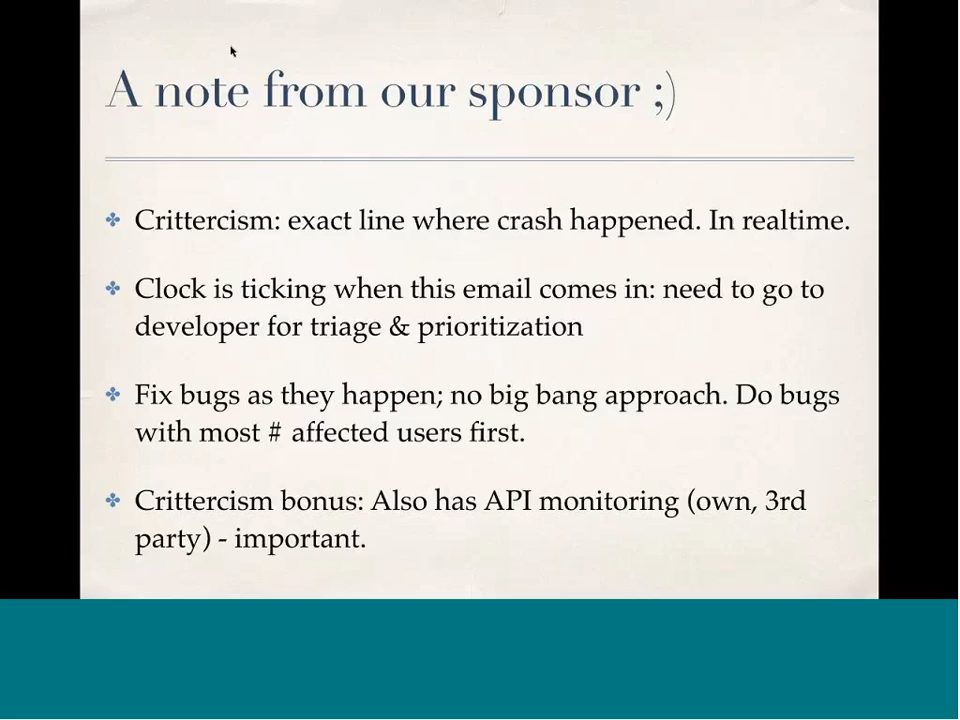 A note from our sponsor ;)
Crittercism: exact line where crash happened. In realtime.
Clock is ticking when this email comes in: need to go to
developer for triage & prioritization
Fix bugs as they happen; no big bang approach. Do bugs
with most # affected users first.
Crittercism bonus: Also has API monitoring (own, 3rd
party) - important.